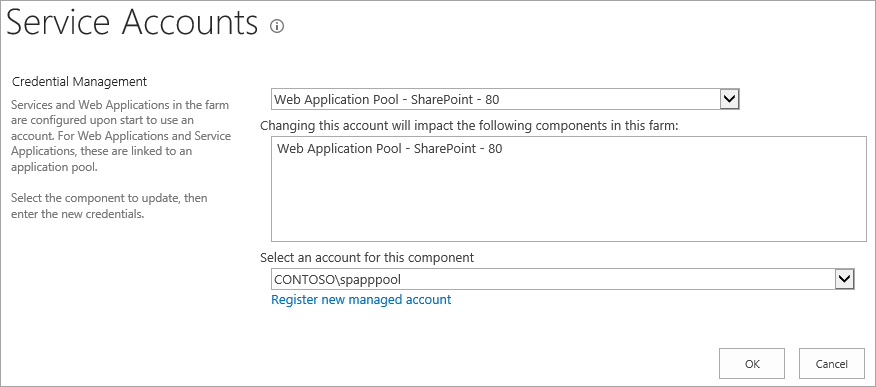 Service Accounts
Credential Management
Services and Web Applications in the farm
are configured upon start to use an
account. For Web Applications and Service
Applications, these are linked to an
application pool.
Select the component to update, then
enter the new credentials.
Web Application Pool - SharePoint - 80
Changing this account will impact the following components in this farm:
Web Application Pool - SharePoint - 80
Select an account for this component
CONTOSO\spapppool
Register new managed account
OK
Cancel